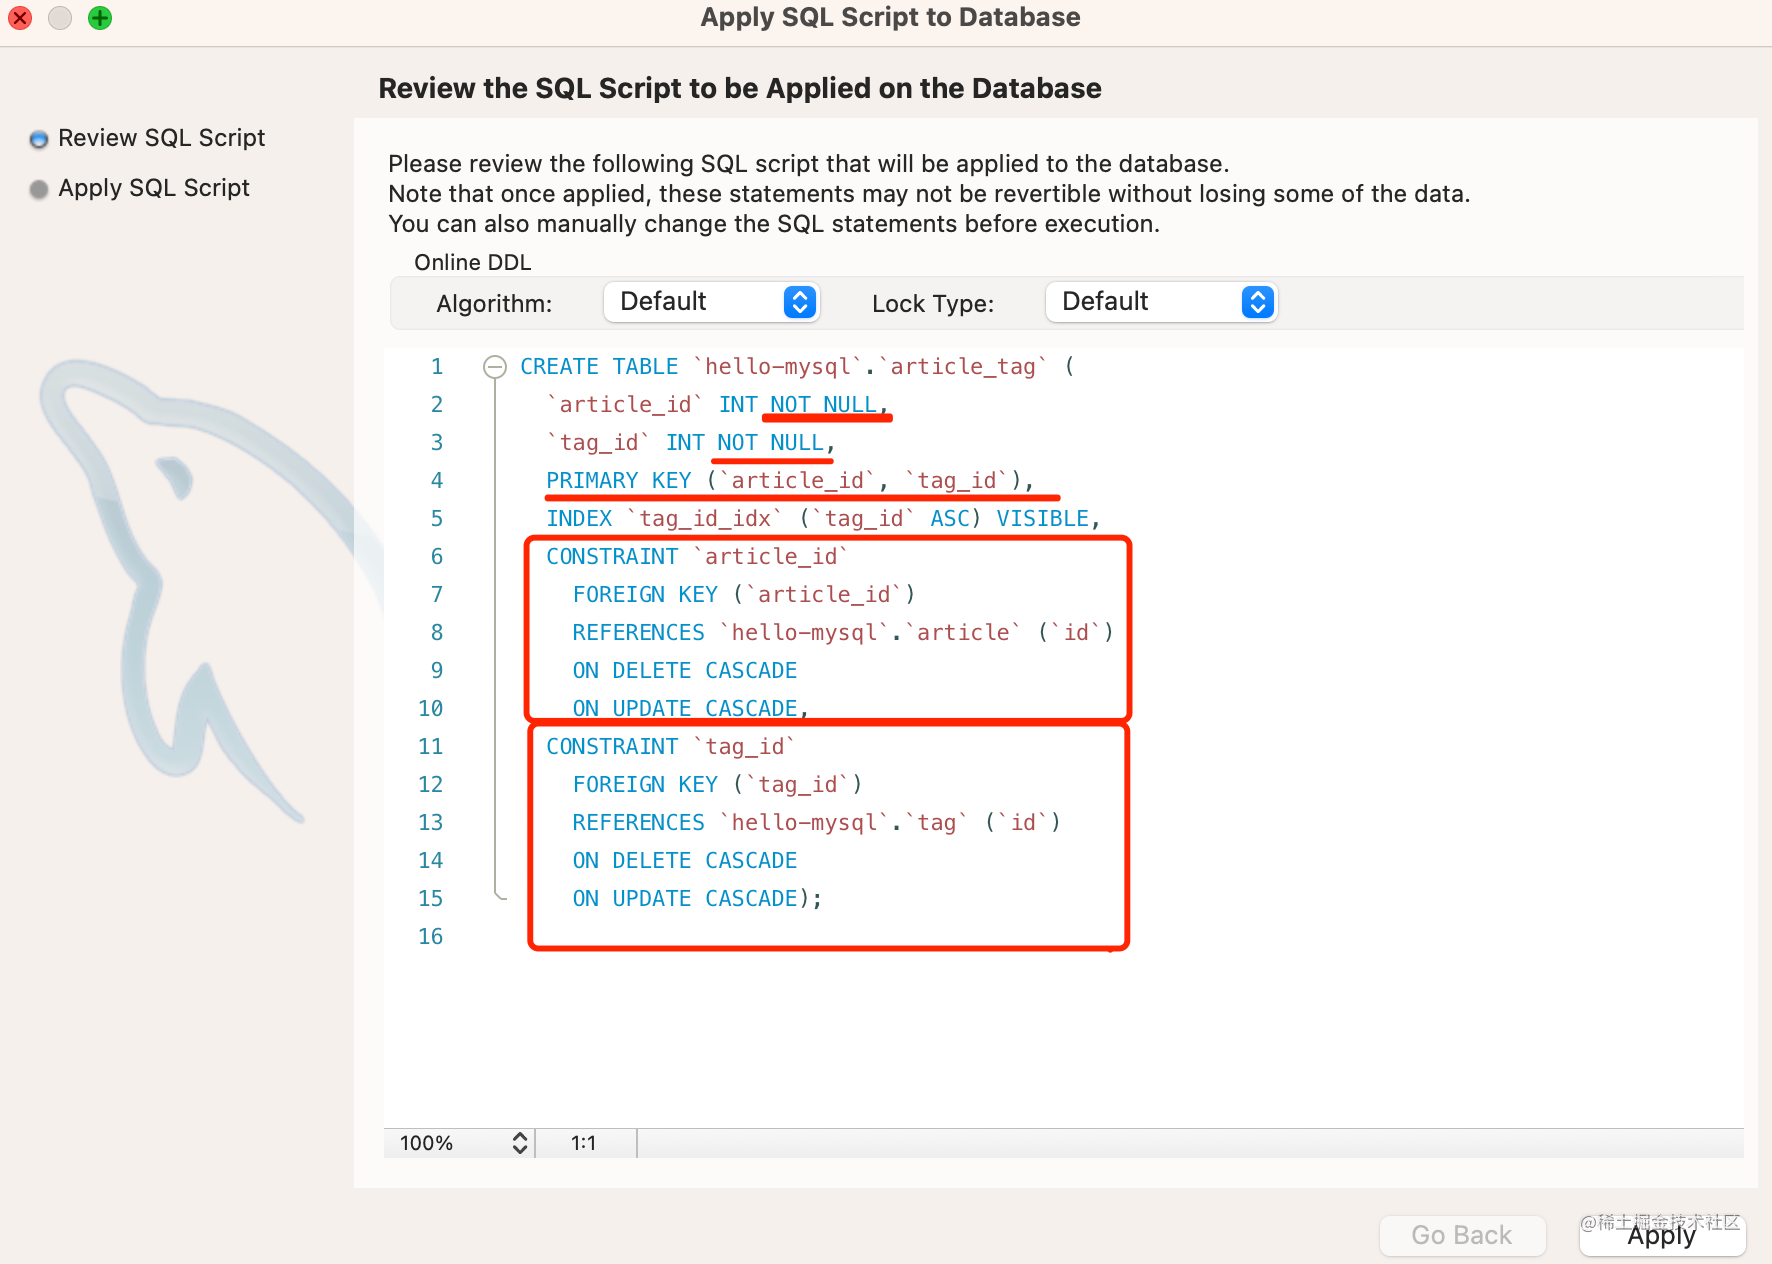 Apply SQL Script to Database
Review the SQL Script to be Applied on the Database
Review SQL Script
Apply SQL Script
Please review the following SQL script that will be applied to the database.
Note that once applied, these statements may not be revertible without losing some of the data.
You can also manually change the SQL statements before execution.
Online DDL
Algorithm: Default Lock Type: Default
1 CREATE TABLE `hello-mysql`.`article_tag` (
2 `article_id` INT NOT NULL,
3 `tag_id` INT NOT NULL,
4 PRIMARY KEY (`article_id`, `tag_id`),
5 INDEX `tag_id_idx` (`tag_id` ASC) VISIBLE,
6 CONSTRAINT `article_id`
7 FOREIGN KEY (`article_id`)
8 REFERENCES `hello-mysql`.`article` (`id`)
9 ON DELETE CASCADE
10 ON UPDATE CASCADE,
11 CONSTRAINT `tag_id`
12 FOREIGN KEY (`tag_id`)
13 REFERENCES `hello-mysql`.`tag` (`id`)
14 ON DELETE CASCADE
15 ON UPDATE CASCADE);
16
100% 1:1
@稀土掘金技术社区
Go Back Apply